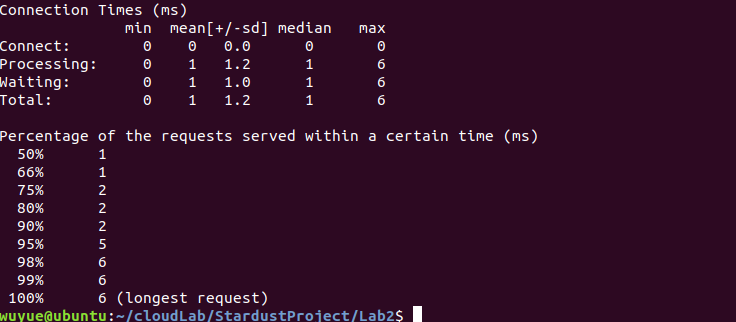 Connection Times (ms)
              min  mean[+/-sd] median   max
Connect:        0    0   0.0      0       0
Processing:     0    1   1.2      1       6
Waiting:        0    1   1.0      1       6
Total:          0    1   1.2      1       6

Percentage of the requests served within a certain time (ms)
  50%      1
  66%      1
  75%      2
  80%      2
  90%      2
  95%      5
  98%      6
  99%      6
 100%      6 (longest request)
wuyue@ubuntu:~/cloudLab/StardustProject/Lab2$